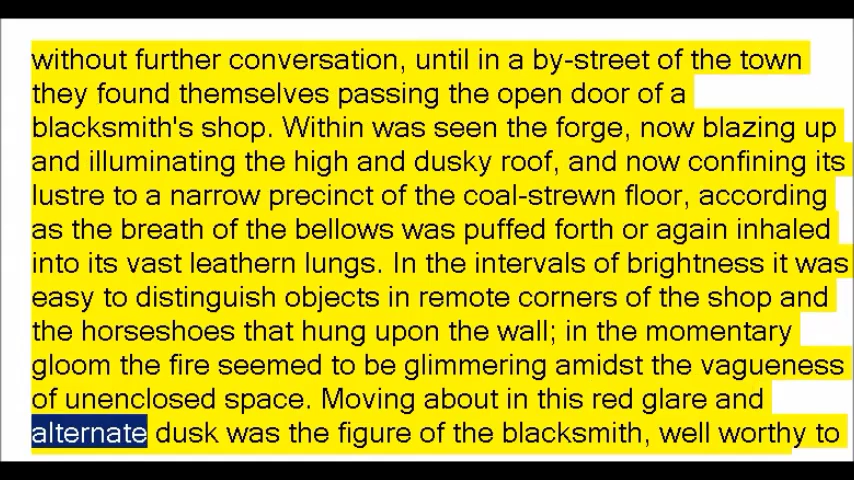 without further conversation, until in a by-street of the town
they found themselves passing the open door of a
blacksmith's shop. Within was seen the forge, now blazing up
and illuminating the high and dusky roof, and now confining its
lustre to a narrow precinct of the coal-strewn floor, according
as the breath of the bellows was puffed forth or again inhaled
into its vast leathern lungs. In the intervals of brightness it was
easy to distinguish objects in remote corners of the shop and
the horseshoes that hung upon the wall; in the momentary
gloom the fire seemed to be glimmering amidst the vagueness
of unenclosed space. Moving about in this red glare and
alternate dusk was the figure of the blacksmith, well worthy to